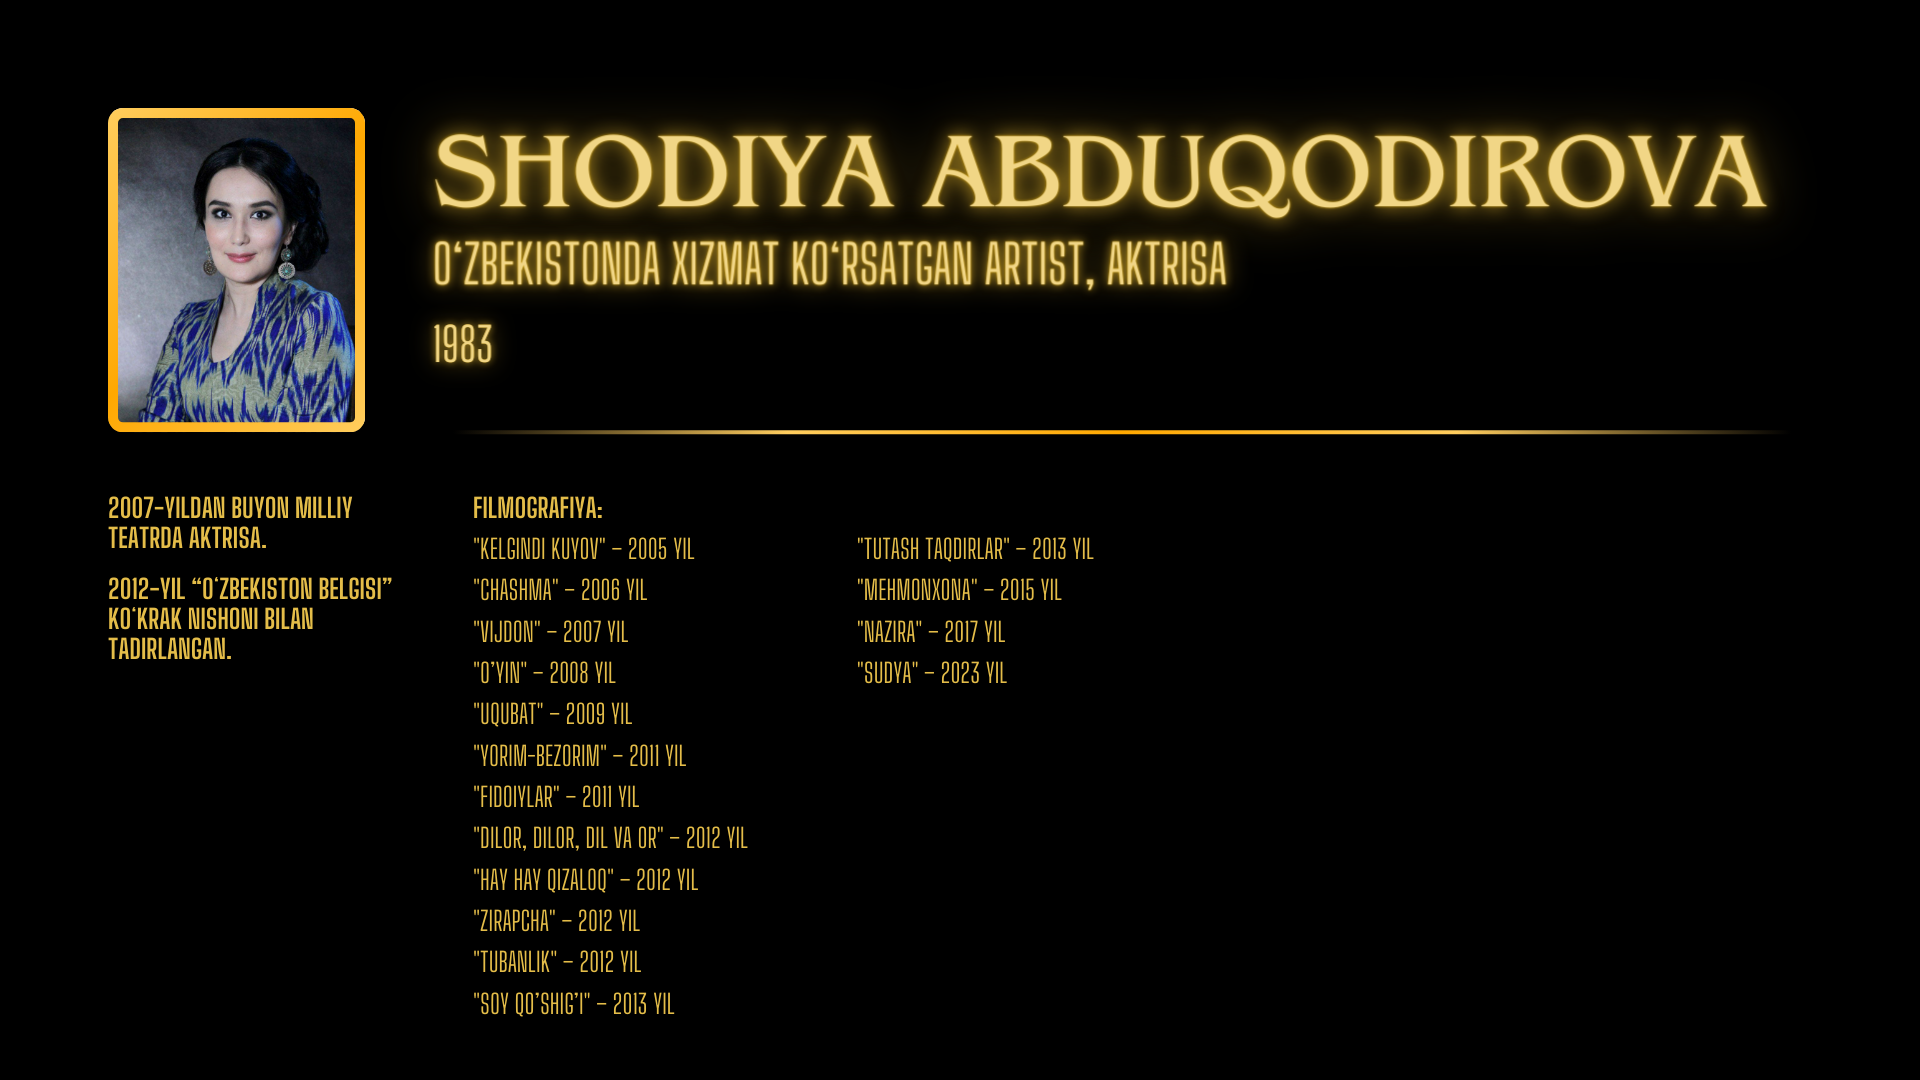 SHODIYA ABDUQODIROVA
O‘ZBEKISTONDA XIZMAT KO‘RSATGAN ARTIST, AKTRISA
1983
2007-YILDAN BUYON MILLIY
TEATRDA AKTRISA.
2012-YIL “O‘ZBEKISTON BELGISI”
KO‘KRAK NISHONI BILAN
TADIRLANGAN.
FILMOGRAFIYA:
"KELGINDI KUYOV" – 2005 YIL
"CHASHMA" – 2006 YIL
"VIJDON" – 2007 YIL
"O’YIN" – 2008 YIL
"UQUBAT" – 2009 YIL
"YORIM-BEZORIM" – 2011 YIL
"FIDOIYLAR" – 2011 YIL
"DILOR, DILOR, DIL VA OR" – 2012 YIL
"HAY HAY QIZALOQ" – 2012 YIL
"ZIRAPCHA" – 2012 YIL
"TUBANLIK" – 2012 YIL
"SOY QO’SHIG’I" – 2013 YIL
"TUTASH TAQDIRLAR" – 2013 YIL
"MEHMONXONA" – 2015 YIL
"NAZIRA" – 2017 YIL
"SUDYA" – 2023 YIL